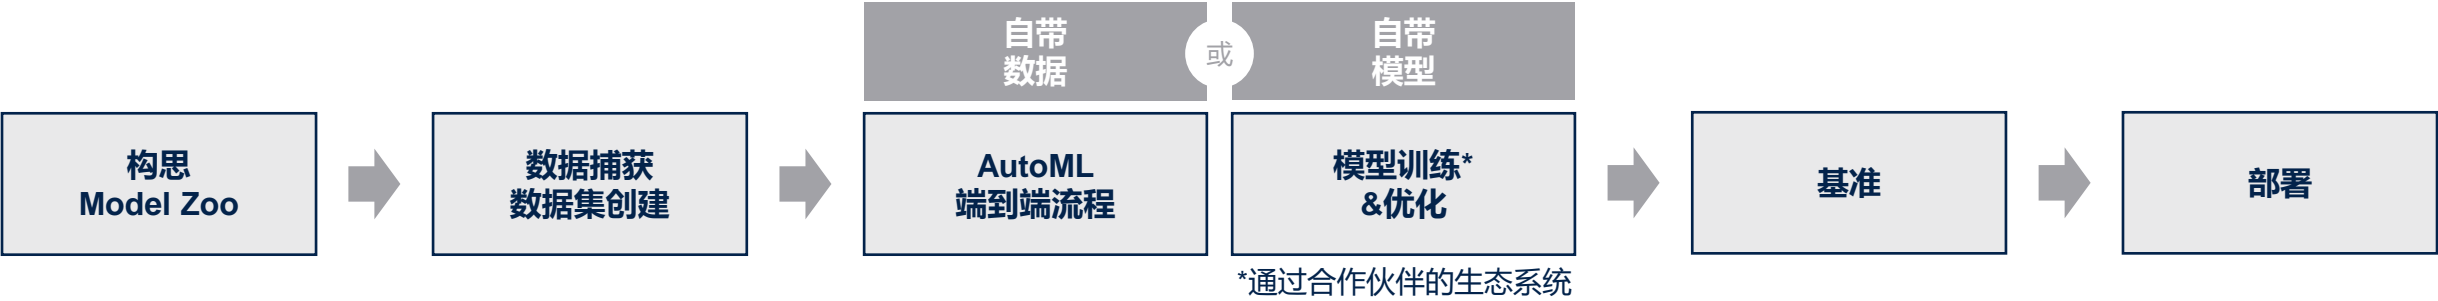 自带
数据
或
自带
模型
构思
Model Zoo
数据捕获
数据集创建
AutoML
端到端流程
模型训练*
&优化
基准
部署
*通过合作伙伴的生态系统